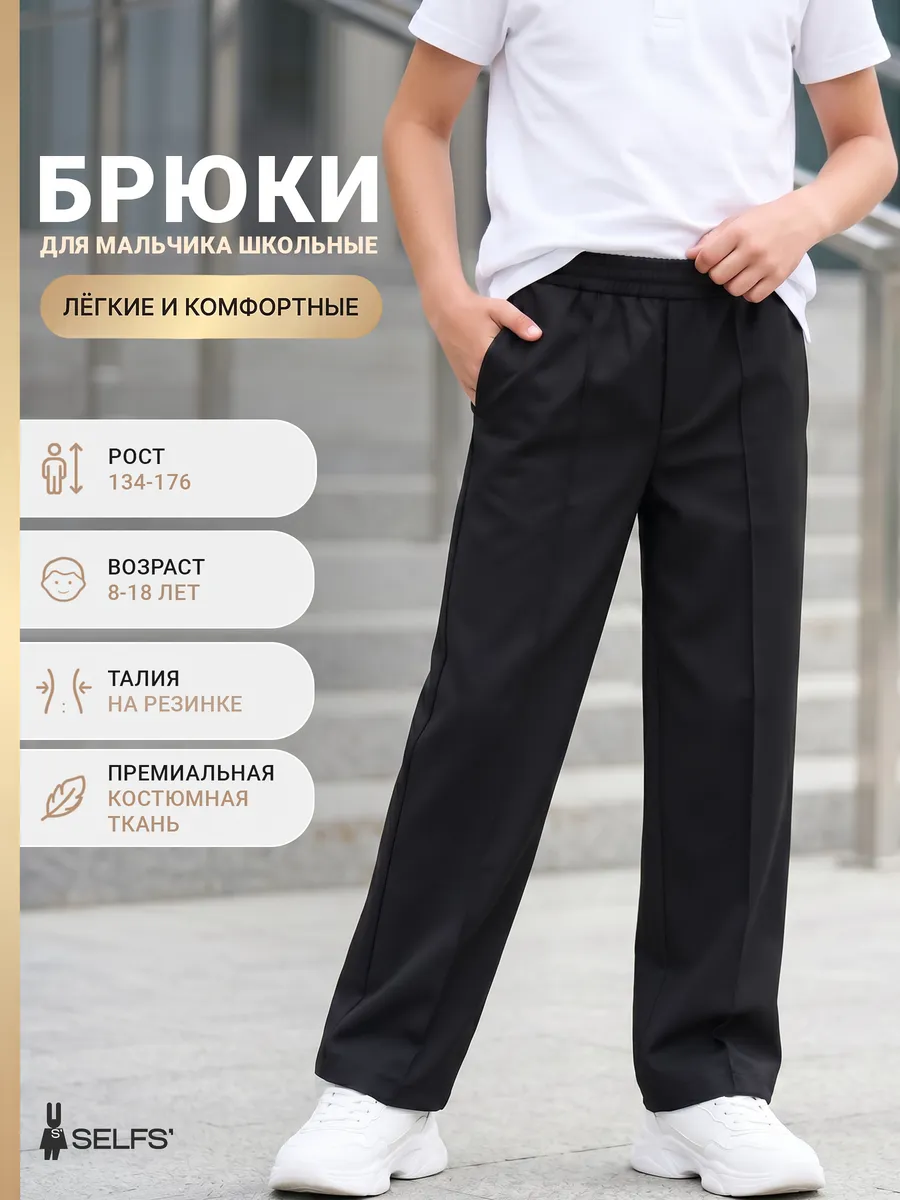 БРЮКИ
ДЛЯ МАЛЬЧИКА ШКОЛЬНЫЕ
ЛЁГКИЕ И КОМФОРТНЫЕ
РОСТ
134-176
ВОЗРАСТ
8-18 ЛЕТ
ТАЛИЯ
НА РЕЗИНКЕ
ПРЕМИАЛЬНАЯ
КОСТЮМНАЯ
ТКАНЬ
S'
SELFS'